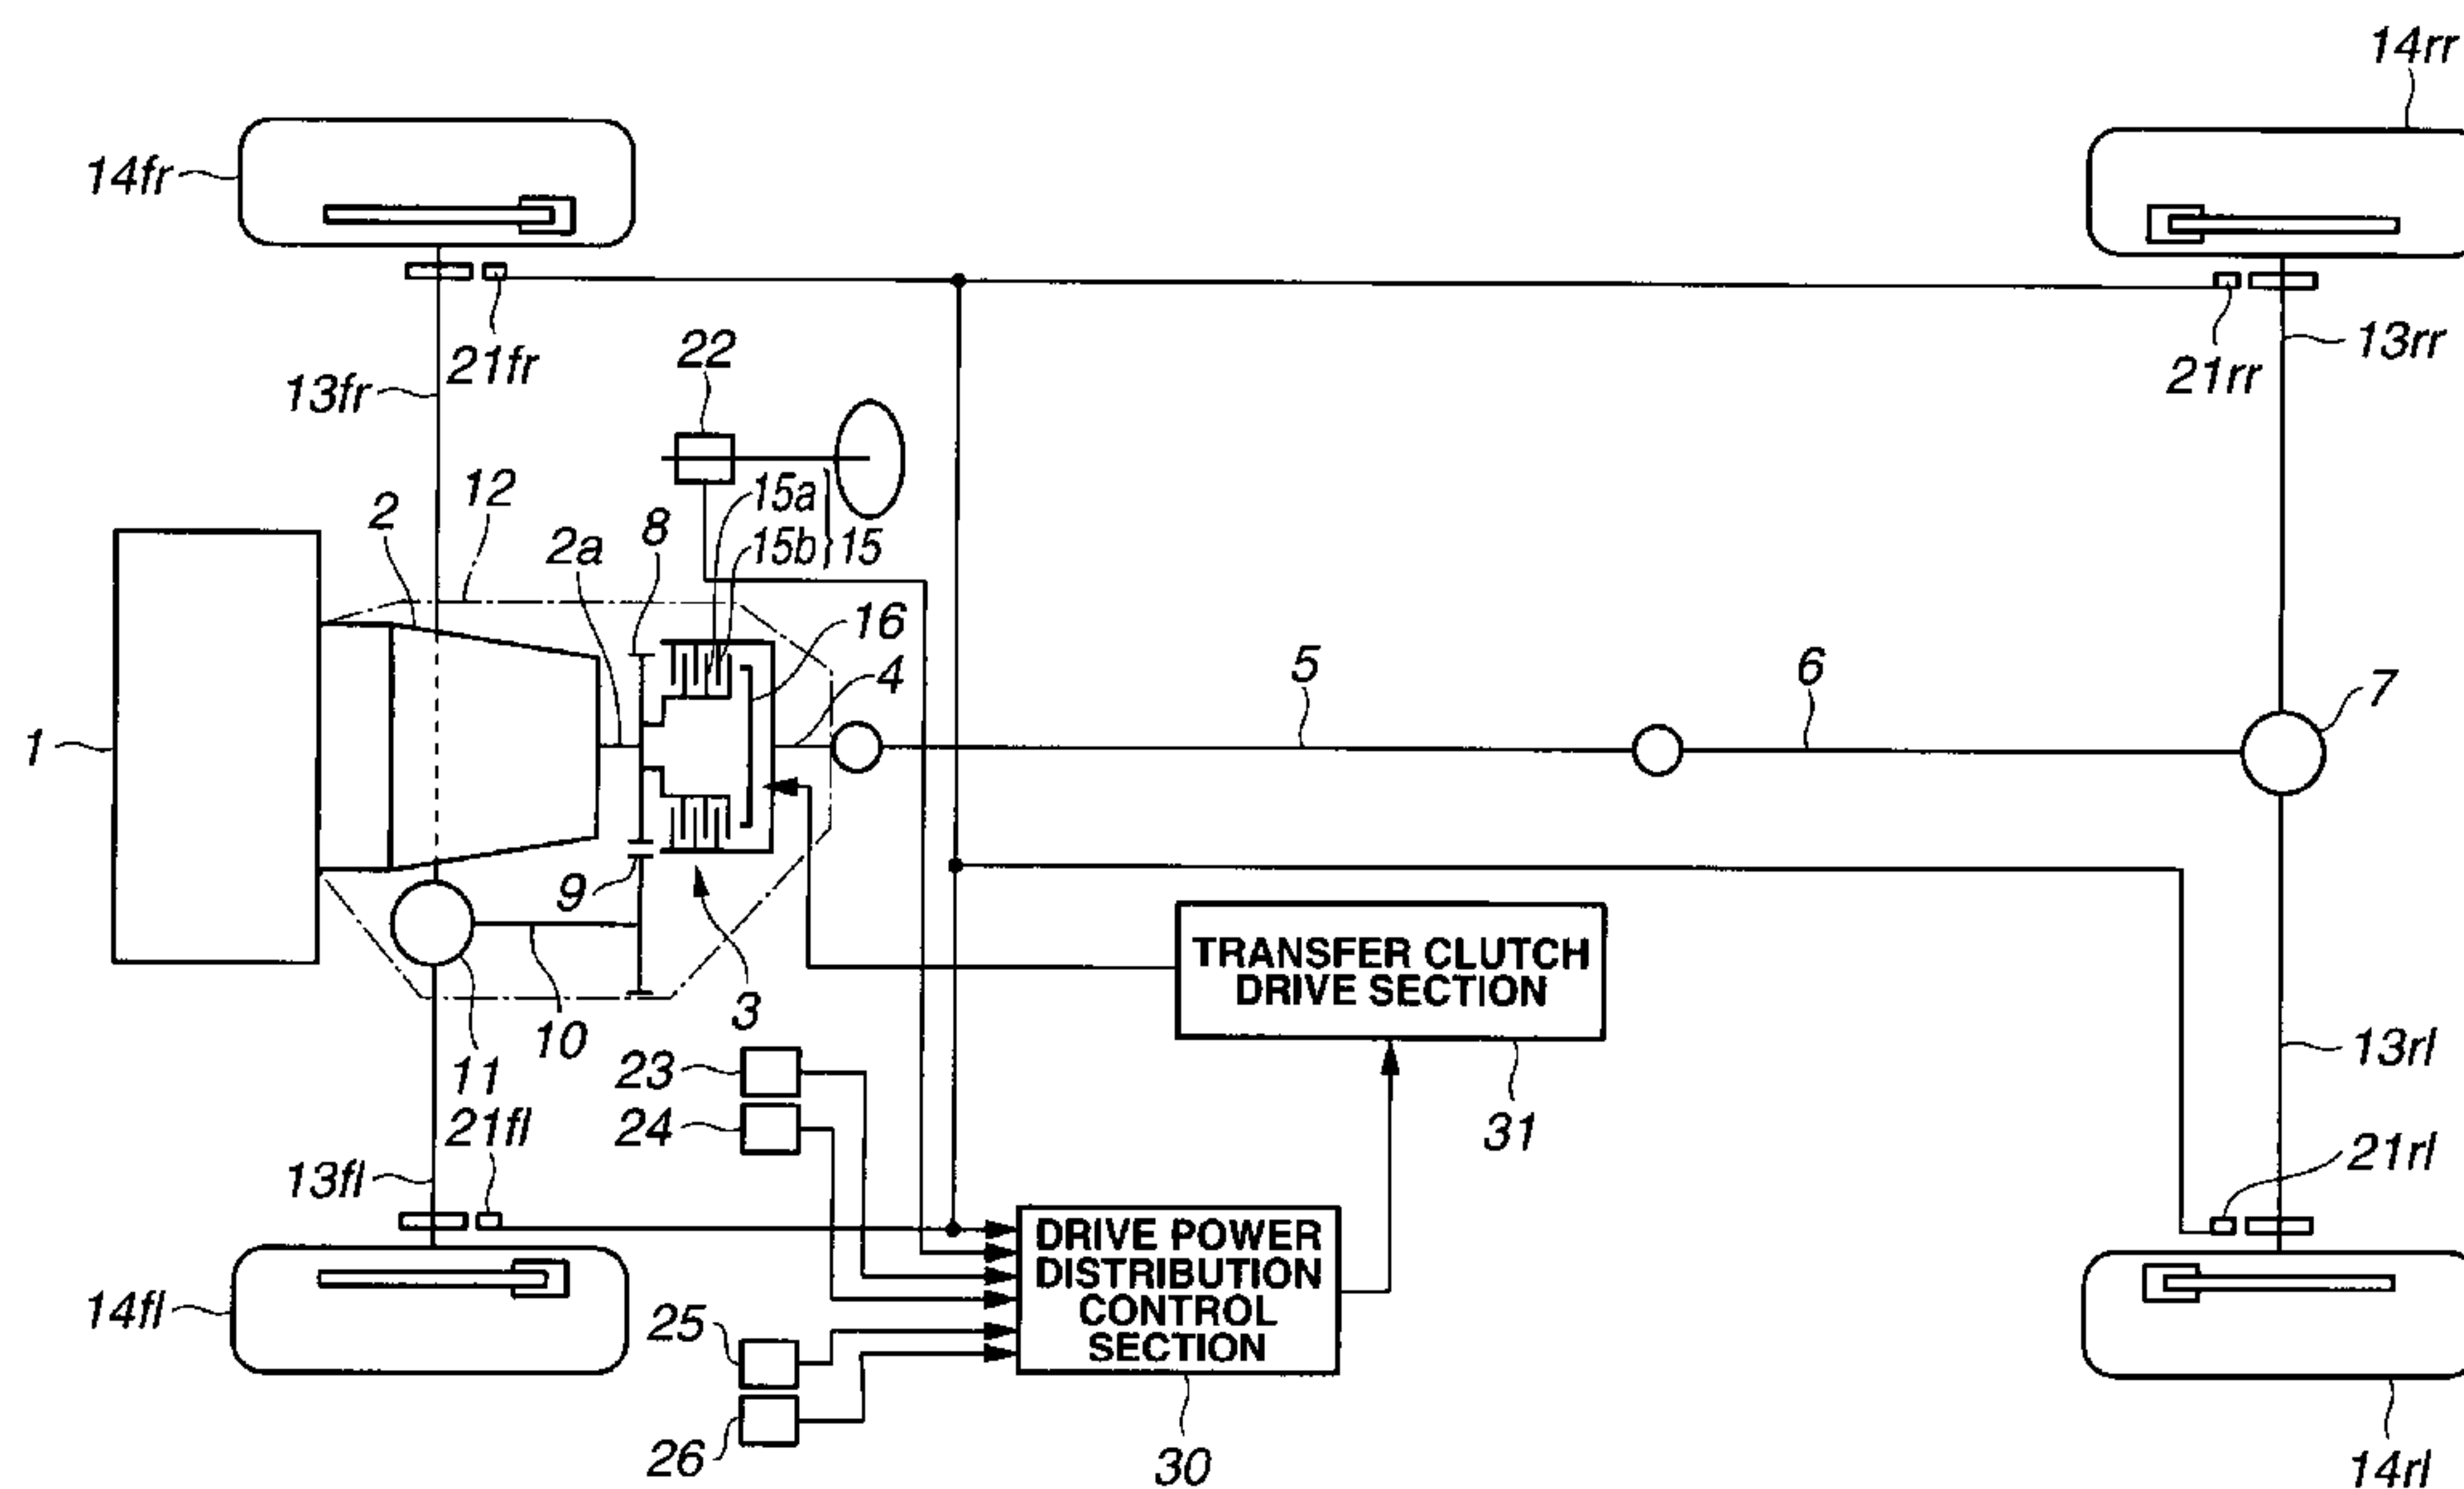 14rr
14fr
21fr
13fr
22
21rr
13rr
15a
15b
15
12
2
2a
8
16
4
5
6
7
1
9
3
10
11
TRANSFER CLUTCH
DRIVE SECTION
31
23
24
21fl
13fl
13rl
21rl
14fl
25
26
DRIVE POWER
DISTRIBUTION
CONTROL
SECTION
30
14rl